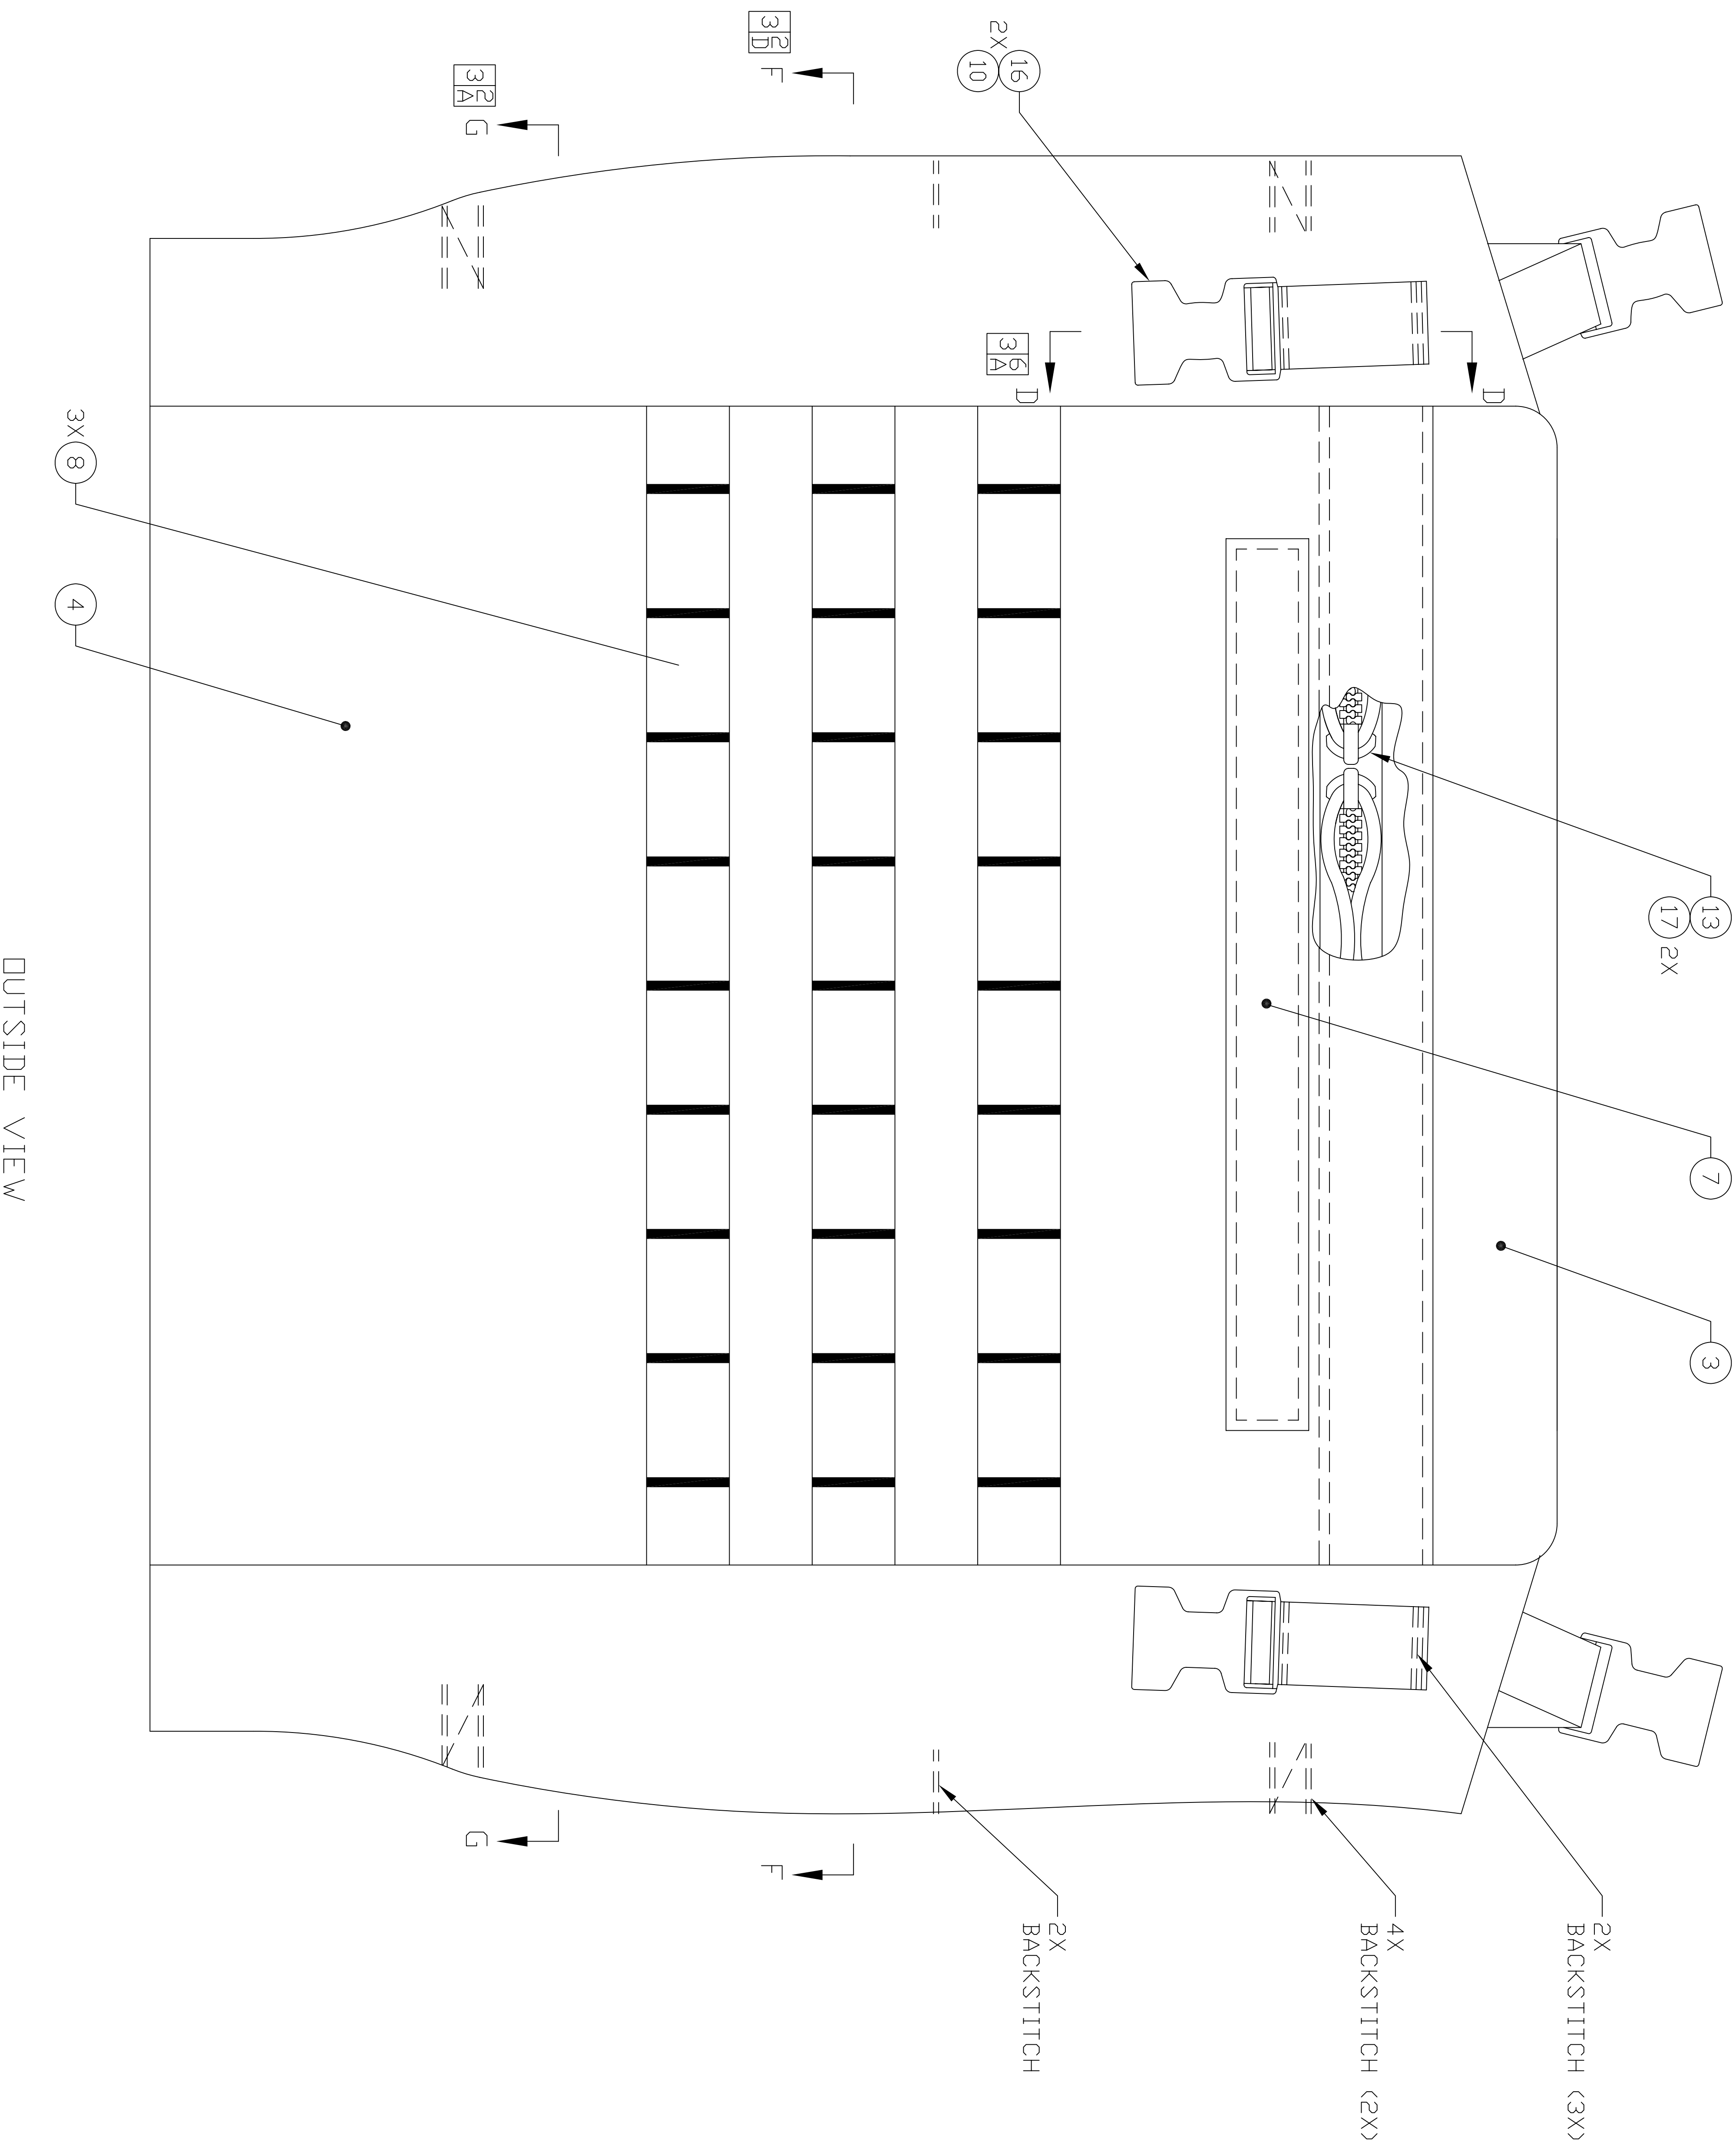 13 7 3
17 2X
2X
BACKSTITCH (3X)
D
4X
BACKSTITCH (2X)
2X
BACKSTITCH
16
2X
10
3 6
A
D
3 2
D
F F
3 2
A
G G
3X 8 4
OUTSIDE VIEW